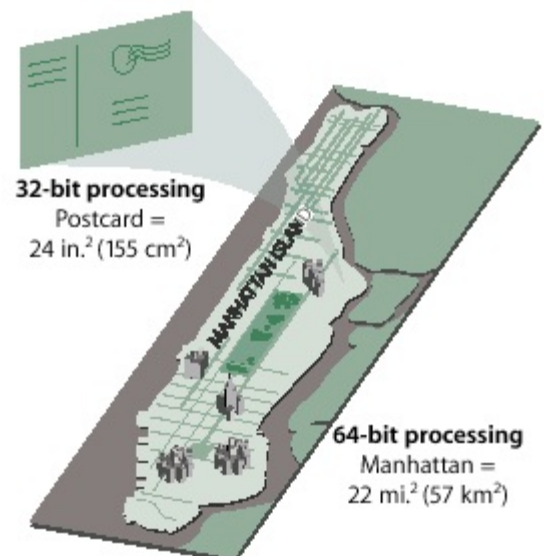 32-bit processing
Postcard =
24 in.² (155 cm²)
MANHATTAN ISLAND
64-bit processing
Manhattan =
22 mi.² (57 km²)